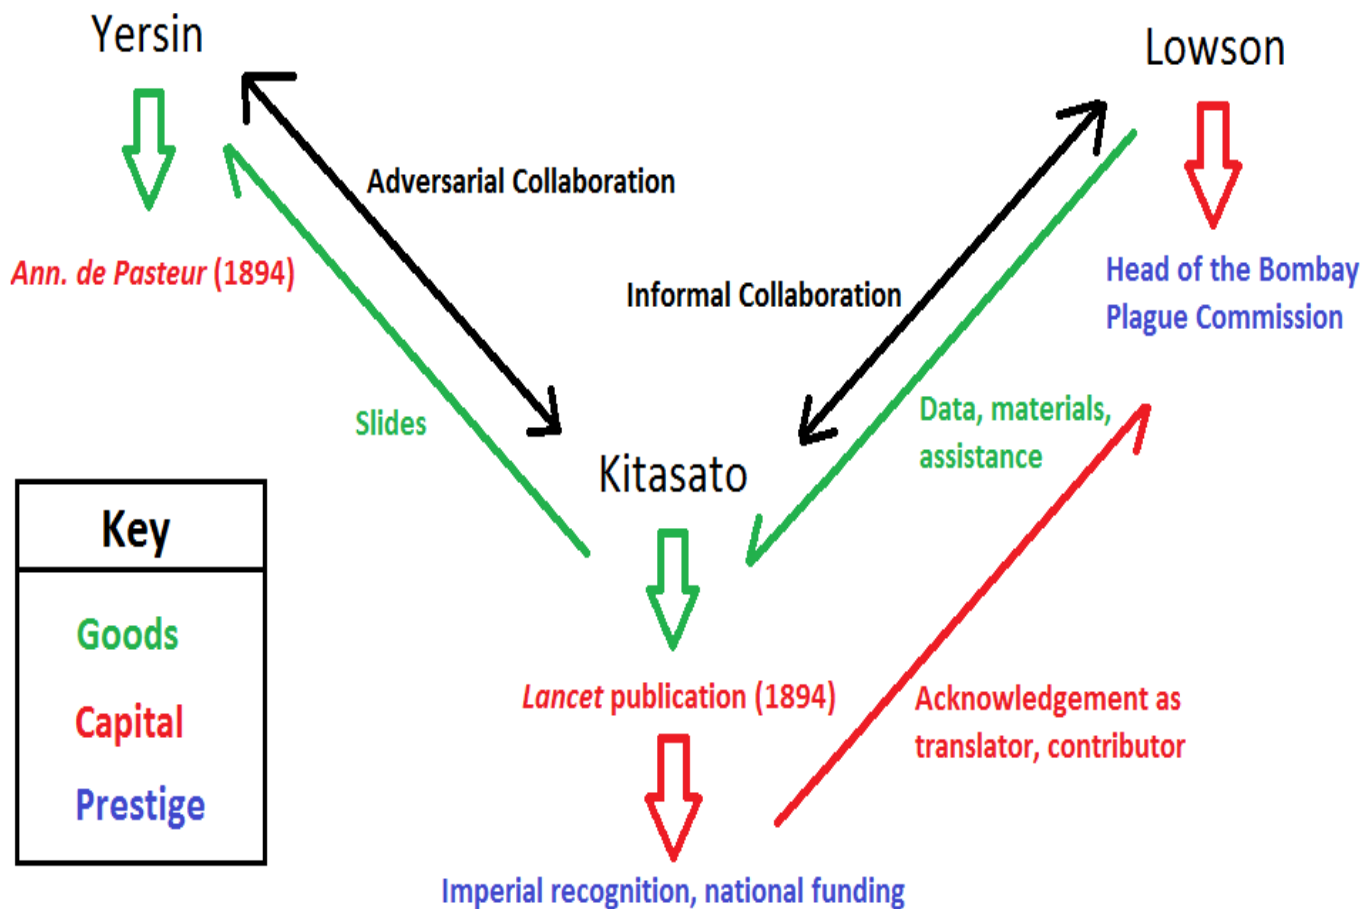 Yersin
Lowson
Adversarial Collaboration
Ann. de Pasteur (1894)
Informal Collaboration
Head of the Bombay
Plague Commission
Slides
Data, materials,
assistance
Kitasato
Key
Goods
Capital
Prestige
Lancet publication (1894)
Acknowledgement as
translator, contributor
Imperial recognition, national funding